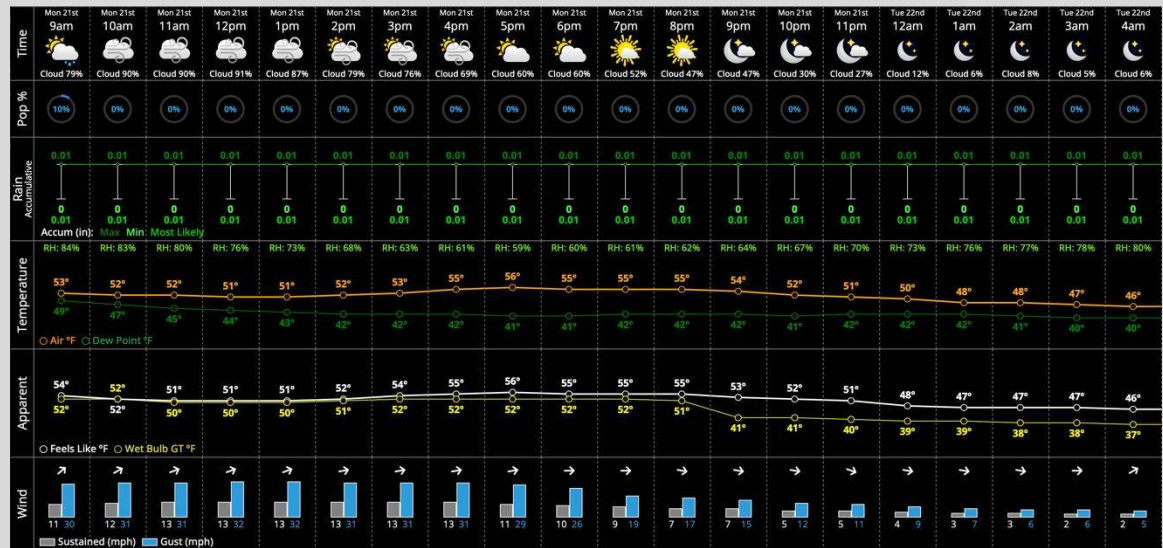 Time
Mon 21st Mon 21st Mon 21st Mon 21st Mon 21st Mon 21st Mon 21st Mon 21st Mon 21st Mon 21st Mon 21st Mon 21st Mon 21st Mon 21st Mon 21st Tue 22nd Tue 22nd Tue 22nd Tue 22nd Tue 22nd
9am 10am 11am 12pm 1pm 2pm 3pm 4pm 5pm 6pm 7pm 8pm 9pm 10pm 11pm 12am 1am 2am 3am 4am
Cloud 79% Cloud 90% Cloud 90% Cloud 91% Cloud 87% Cloud 79% Cloud 76% Cloud 69% Cloud 60% Cloud 60% Cloud 52% Cloud 47% Cloud 47% Cloud 30% Cloud 27% Cloud 12% Cloud 6% Cloud 8% Cloud 5% Cloud 6%
Pop %
10% 0% 0% 0% 0% 0% 0% 0% 0% 0% 0% 0% 0% 0% 0% 0% 0% 0% 0% 0%
Rain
Accumulative
0.01 0.01 0.01 0.01 0.01 0.01 0.01 0.01 0.01 0.01 0.01 0.01 0.01 0.01 0.01 0.01 0.01 0.01 0.01 0.01
0 0 0 0 0 0 0 0 0 0 0 0 0 0 0 0 0 0 0 0
0.01 0.01 0.01 0.01 0.01 0.01 0.01 0.01 0.01 0.01 0.01 0.01 0.01 0.01 0.01 0.01 0.01 0.01 0.01 0.01
Accum (in): Max Min Most Likely
Temperature
RH: 84% RH: 83% RH: 80% RH: 76% RH: 73% RH: 68% RH: 63% RH: 61% RH: 59% RH: 60% RH: 61% RH: 62% RH: 64% RH: 67% RH: 70% RH: 73% RH: 76% RH: 77% RH: 78% RH: 80%
53° 52° 52° 51° 51° 52° 53° 55° 56° 55° 55° 55° 54° 52° 51° 50° 48° 48° 47° 46°
49° 47° 45° 44° 43° 42° 42° 42° 41° 41° 42° 42° 42° 41° 42° 42° 42° 41° 40° 40°
Air °F Dew Point °F
Apparent
54° 52° 51° 51° 51° 52° 54° 55° 56° 55° 55° 55° 53° 52° 51° 48° 47° 47° 47° 46°
52° 52° 50° 50° 50° 51° 52° 52° 52° 52° 52° 51° 41° 41° 40° 39° 39° 38° 38° 37°
Feels Like °F Wet Bulb GT °F
Wind
11 30 12 31 13 31 13 32 13 32 13 31 13 31 13 31 11 29 10 26 9 19 7 17 7 15 5 12 5 11 4 9 3 7 3 6 2 6 2 5
Sustained (mph) Gust (mph)